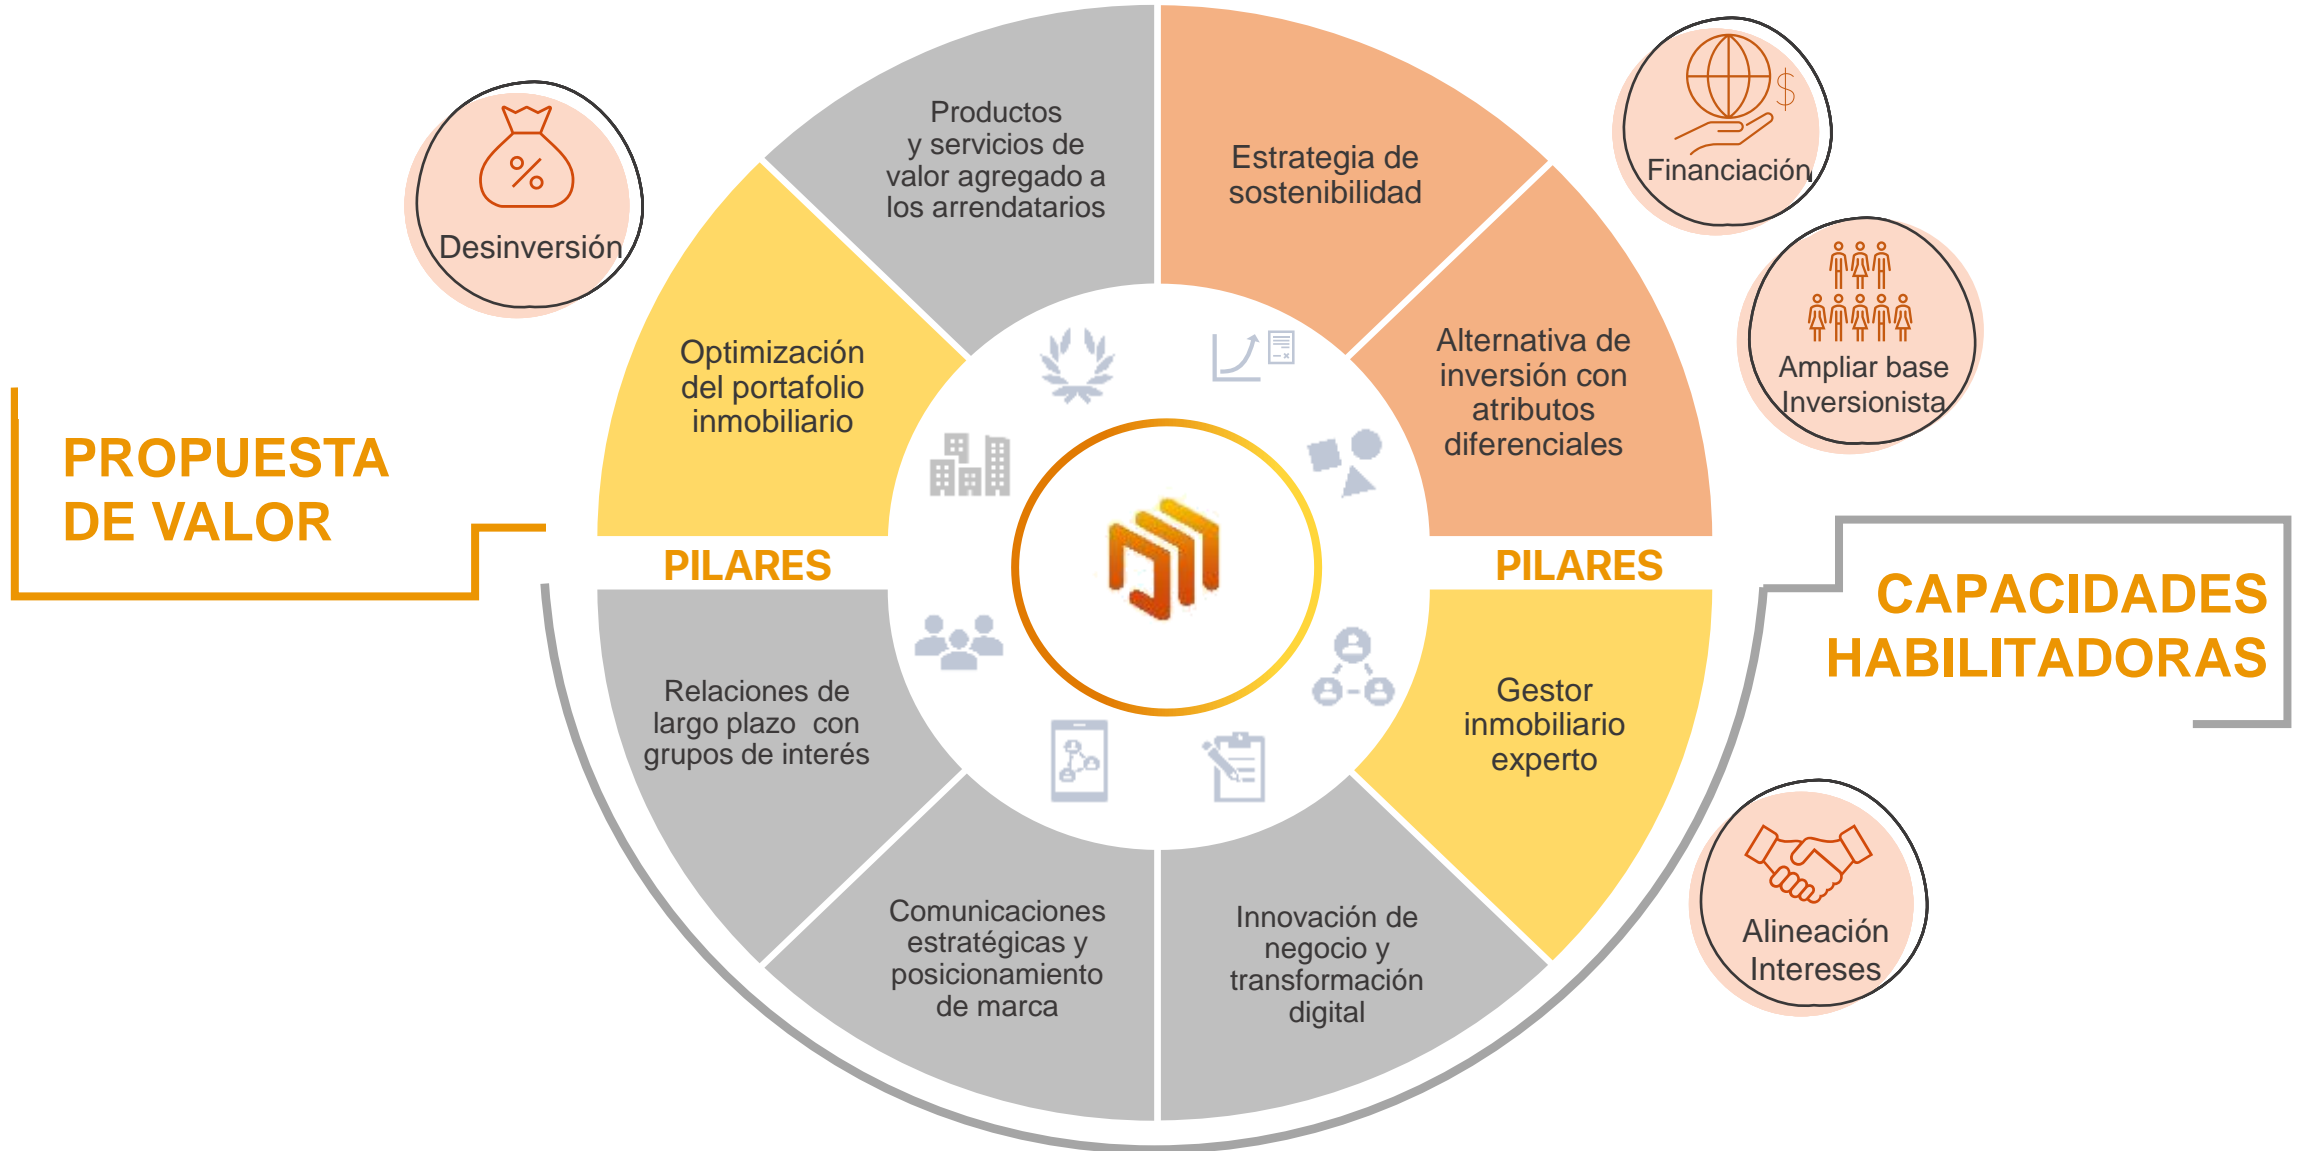 Productos
y servicios de
valor agregado a
los arrendatarios
Estrategia de
sostenibilidad
$
Financiación
%
Desinversión
Optimización
del portafolio
inmobiliario
Alternativa de
inversión con
atributos
diferenciales
Ampliar base
Inversionista
PROPUESTA
DE VALOR
PILARES
PILARES
CAPACIDADES
HABILITADORAS
Relaciones de
largo plazo  con
grupos de interés
Gestor
inmobiliario
experto
Comunicaciones
estratégicas y
posicionamiento
de marca
Innovación de
negocio y
transformación
digital
Alineación
Intereses